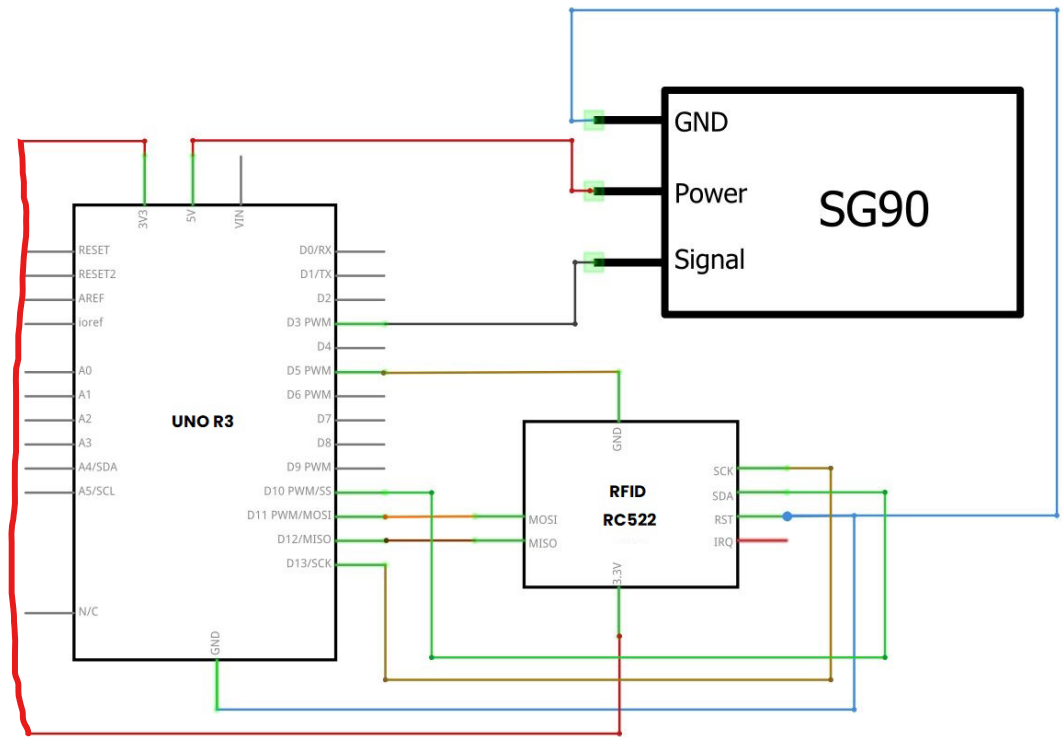 GND
Power
Signal
SG90
3V3
5V
VIN
RESET
RESET2
AREF
ioref
A0
A1
A2
A3
A4/SDA
A5/SCL
N/C
UNO R3
D0/RX
D1/TX
D2
D3 PWM
D4
D5 PWM
D6 PWM
D7
D8
D9 PWM
D10 PWM/SS
D11 PWM/MOSI
D12/MISO
D13/SCK
GND
GND
RFID
RC522
MOSI
MISO
SCK
SDA
RST
IRQ
3.3V